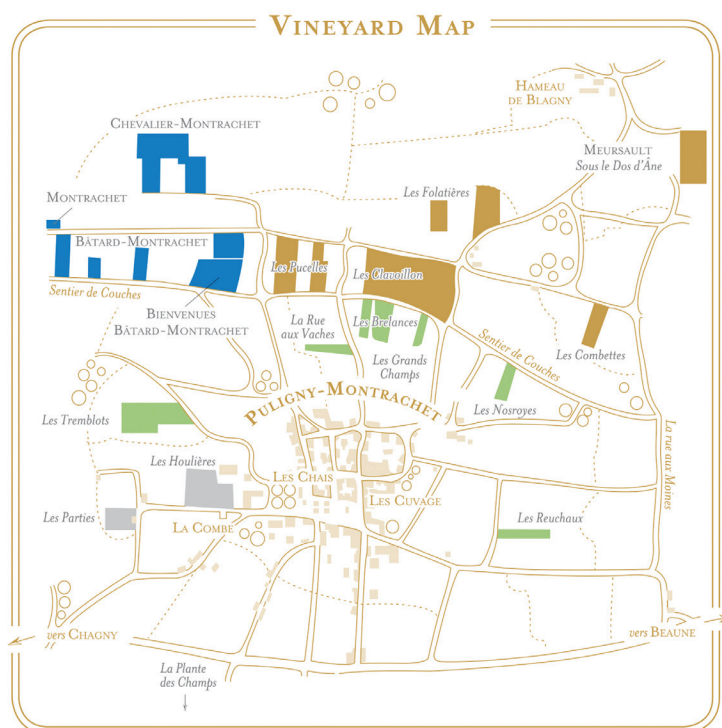 VINEYARD MAP
HAMEAU
DE BLAGNY
CHEVALIER-MONTRACHET
MEURSAULT
Sous le Dos d'Âne
Les Folatières
MONTRACHET
BÂTARD-MONTRACHET
Les Pucelles
Les Clavoillon
Sentier de Couches
BIENVENUES
BÂTARD-MONTRACHET
La Rue
aux Vaches
Les Brelances
Les Grands
Champs
Sentier de Couches
Les Combettes
PULIGNY-MONTRACHET
Les Nosroyes
Les Tremblots
La rue aux Moines
Les Houlières
LES CHAIS
LES CUVAGE
Les Parties
LA COMBE
Les Reuchaux
vers CHAGNY
vers BEAUNE
La Plante
des Champs